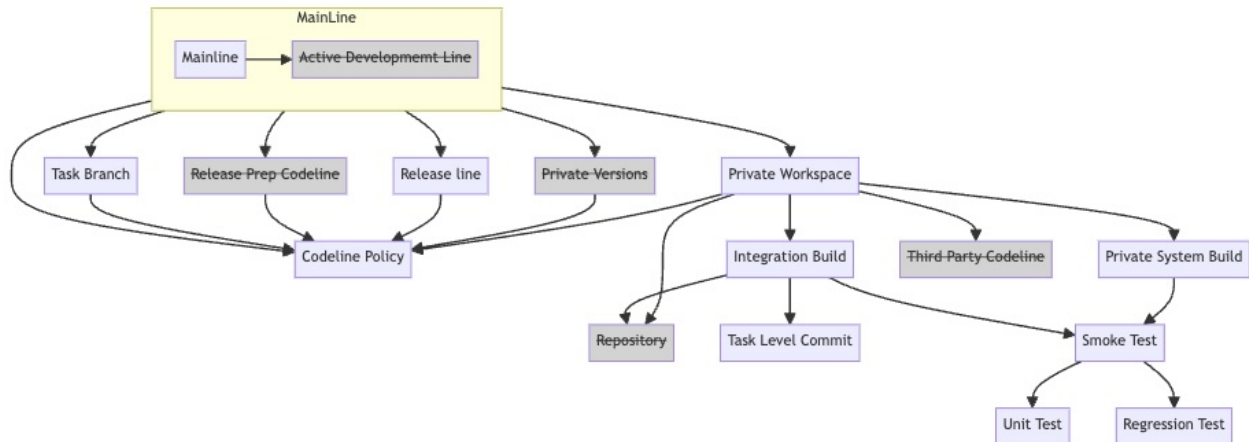 MainLine
Mainline
Active Developmemt Line
Task Branch
Release Prep Codeline
Release line
Private Versions
Private Workspace
Codeline Policy
Integration Build
Third Party Codeline
Private System Build
Repository
Task Level Commit
Smoke Test
Unit Test
Regression Test